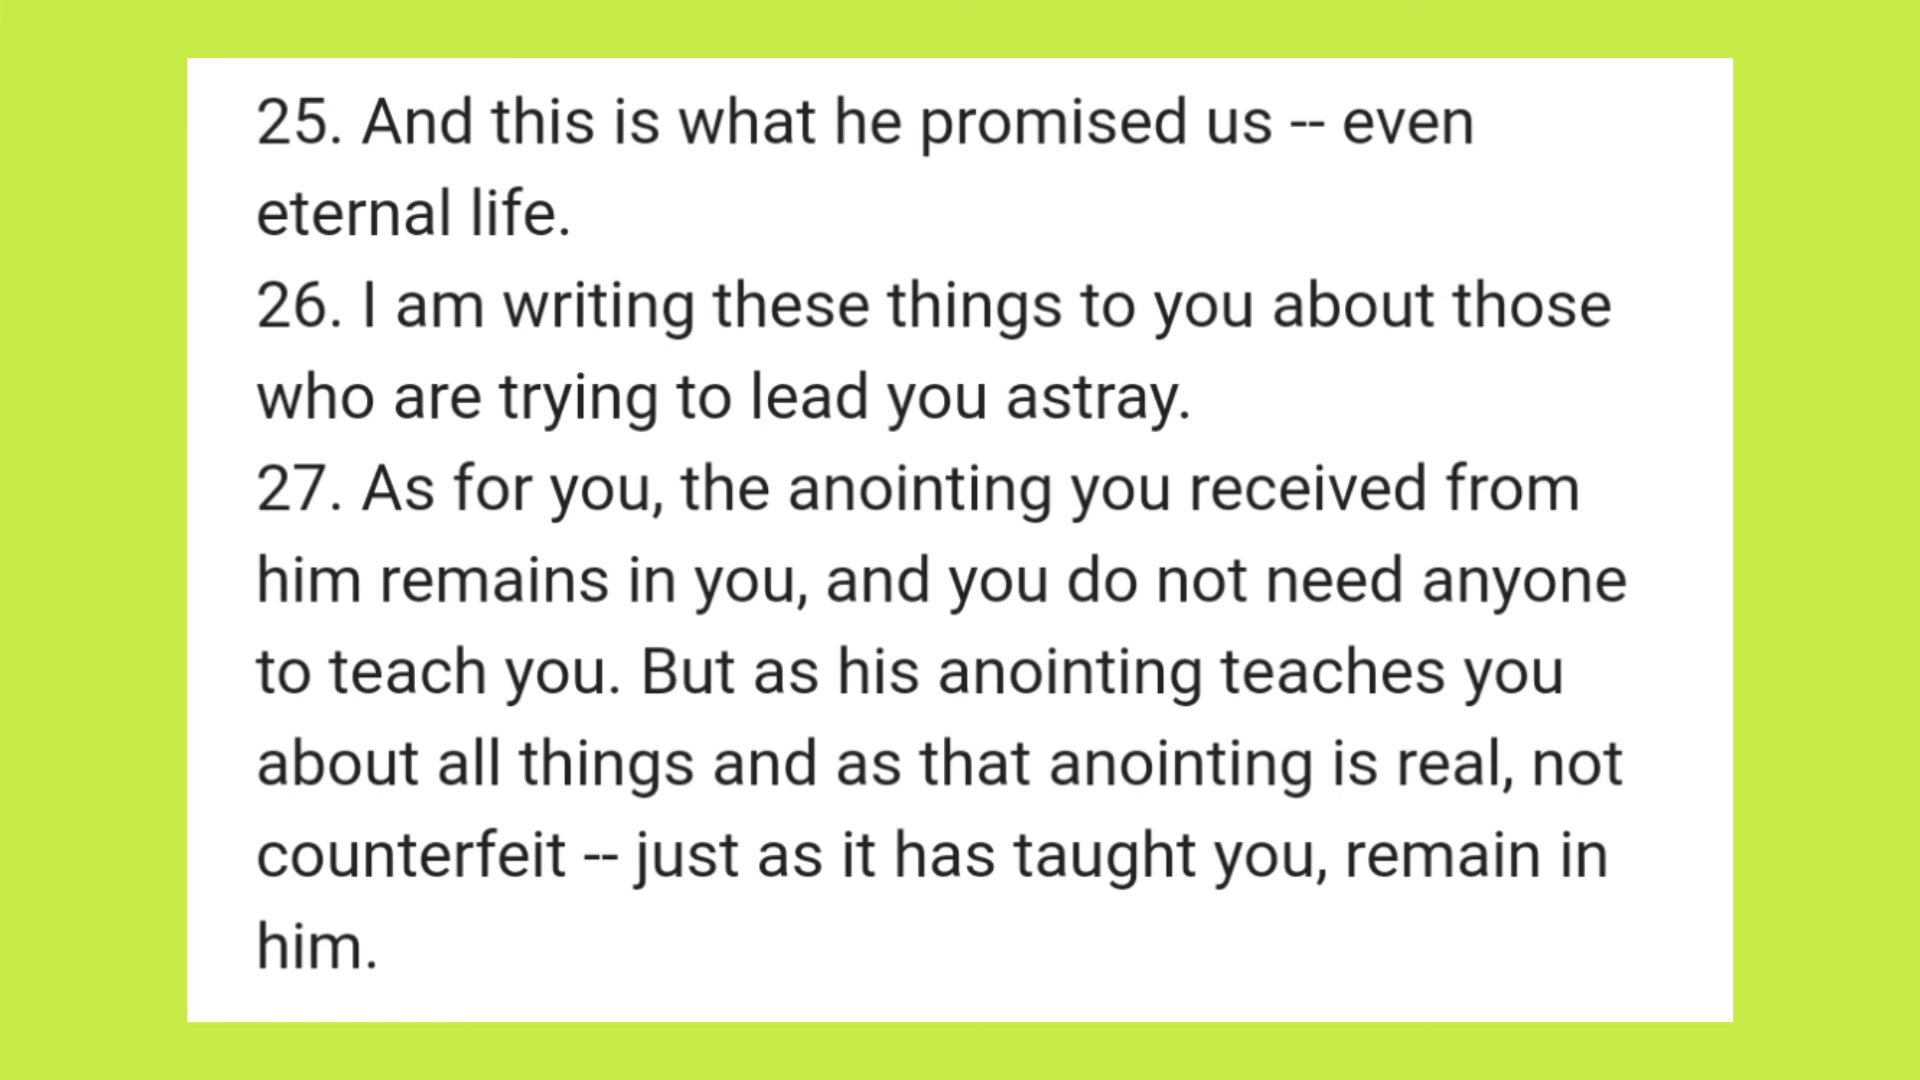 25. And this is what he promised us -- even
eternal life.
26. I am writing these things to you about those
who are trying to lead you astray.
27. As for you, the anointing you received from
him remains in you, and you do not need anyone
to teach you. But as his anointing teaches you
about all things and as that anointing is real, not
counterfeit -- just as it has taught you, remain in
him.